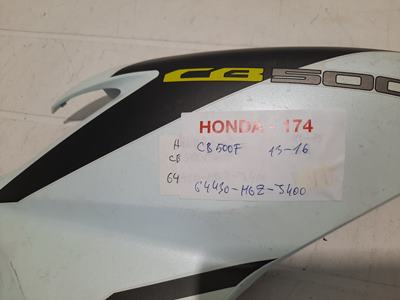 CB500
HONDA - 174
CB500F 13-16
64430-MGZ-J400